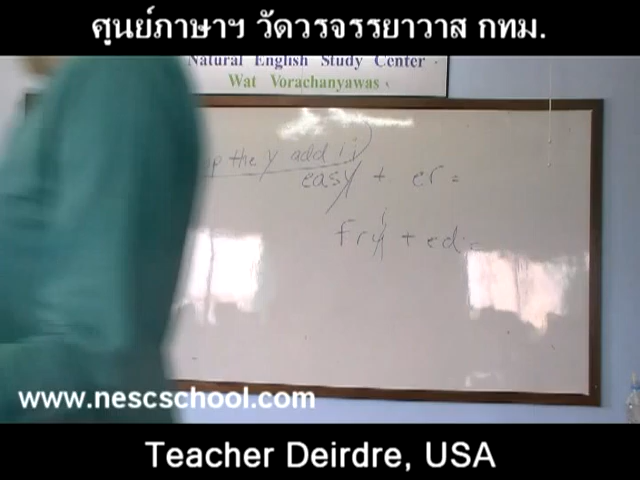 ศูนย์ภาษาฯ วัดวรจรรยาวาส กทม.
Natural English Study Center
Wat Vorachanyawas
the y add i
easy + er =
fry i + ed =
www.nescschool.com
Teacher Deirdre, USA